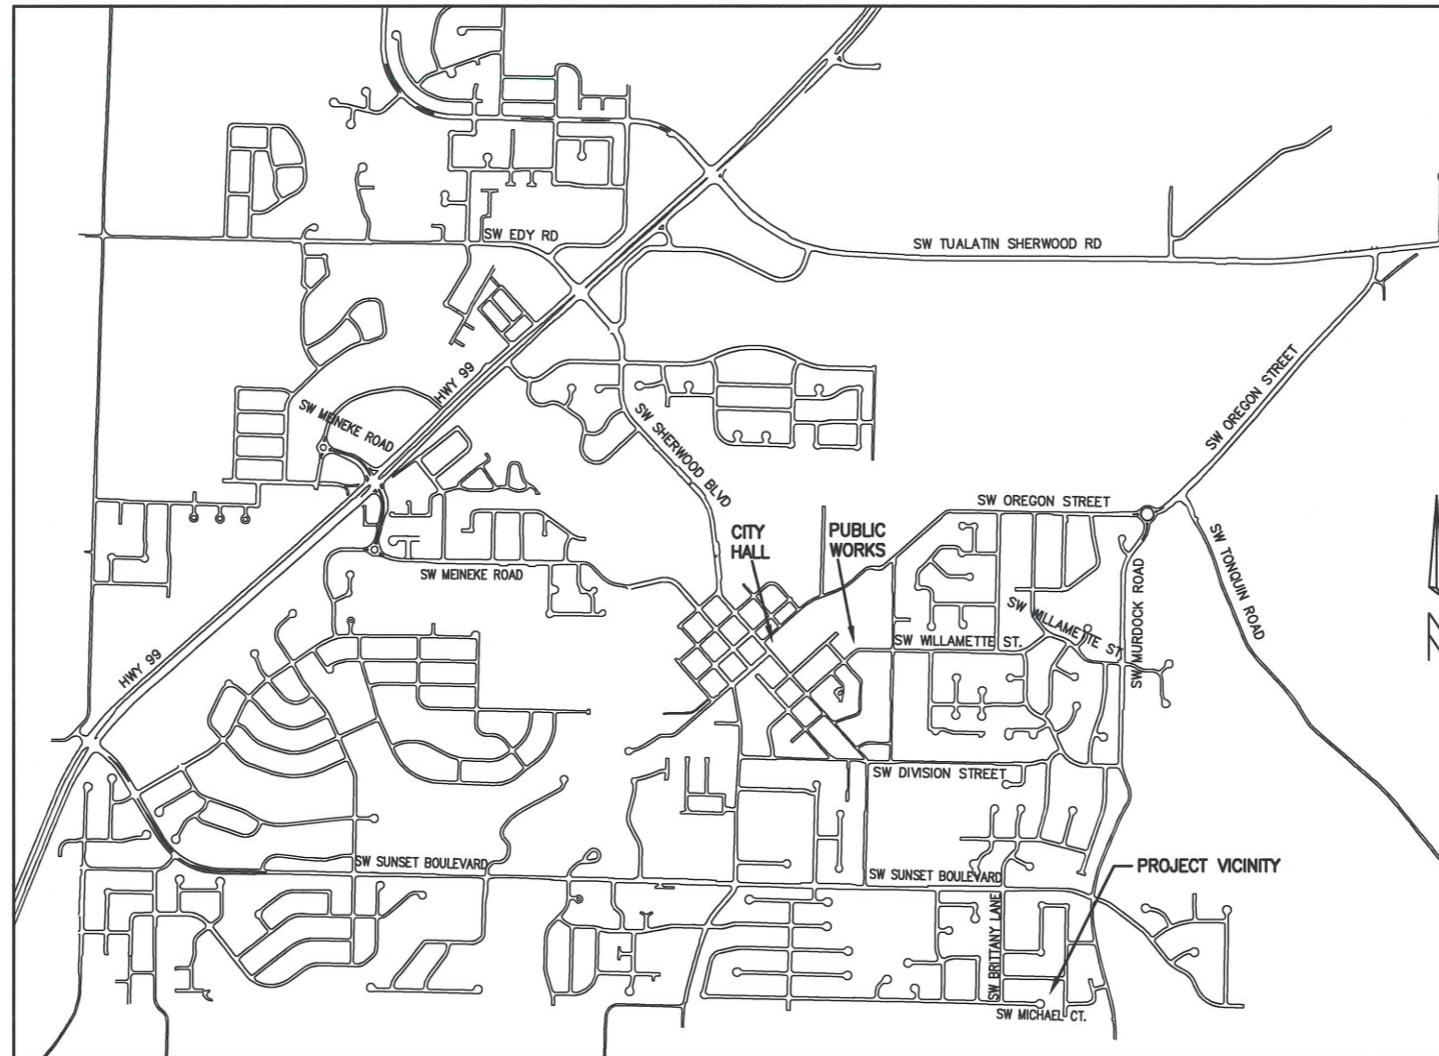 SW EDY RD
SW TUALATIN SHERWOOD RD
HWY 99
SW OREGON STREET
SW MEINEKE ROAD
SW SHERWOOD BLVD
SW OREGON STREET
CITY
HALL
PUBLIC
WORKS
SW TONQUIN ROAD
SW MEINEKE ROAD
SW WILLAMETTE ST
SW MURDOCK ROAD
SW WILLAMETTE ST.
HWY 99
SW DIVISION STREET
SW SUNSET BOULEVARD
SW SUNSET BOULEVARD
PROJECT VICINITY
SW BRITTANY LANE
SW MICHAEL CT.